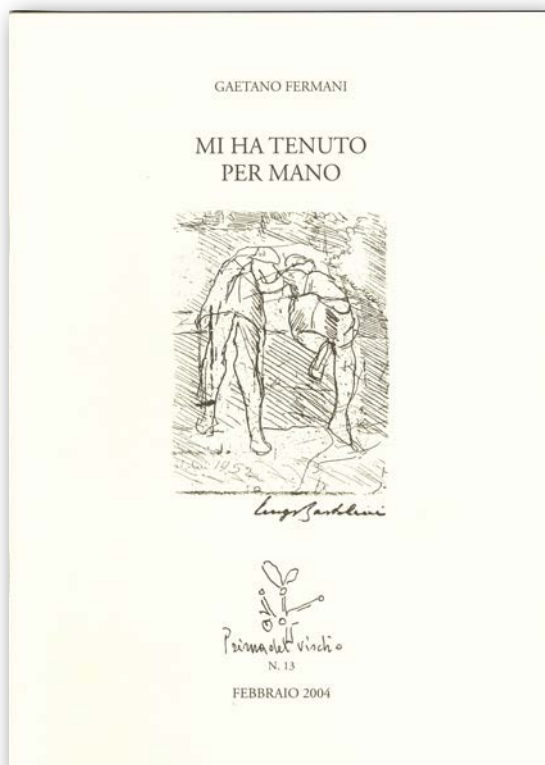 GAETANO FERMANI
MI HA TENUTO
PER MANO
1952
Luigi Bartolini
Prima del vischio
N. 13
FEBBRAIO 2004